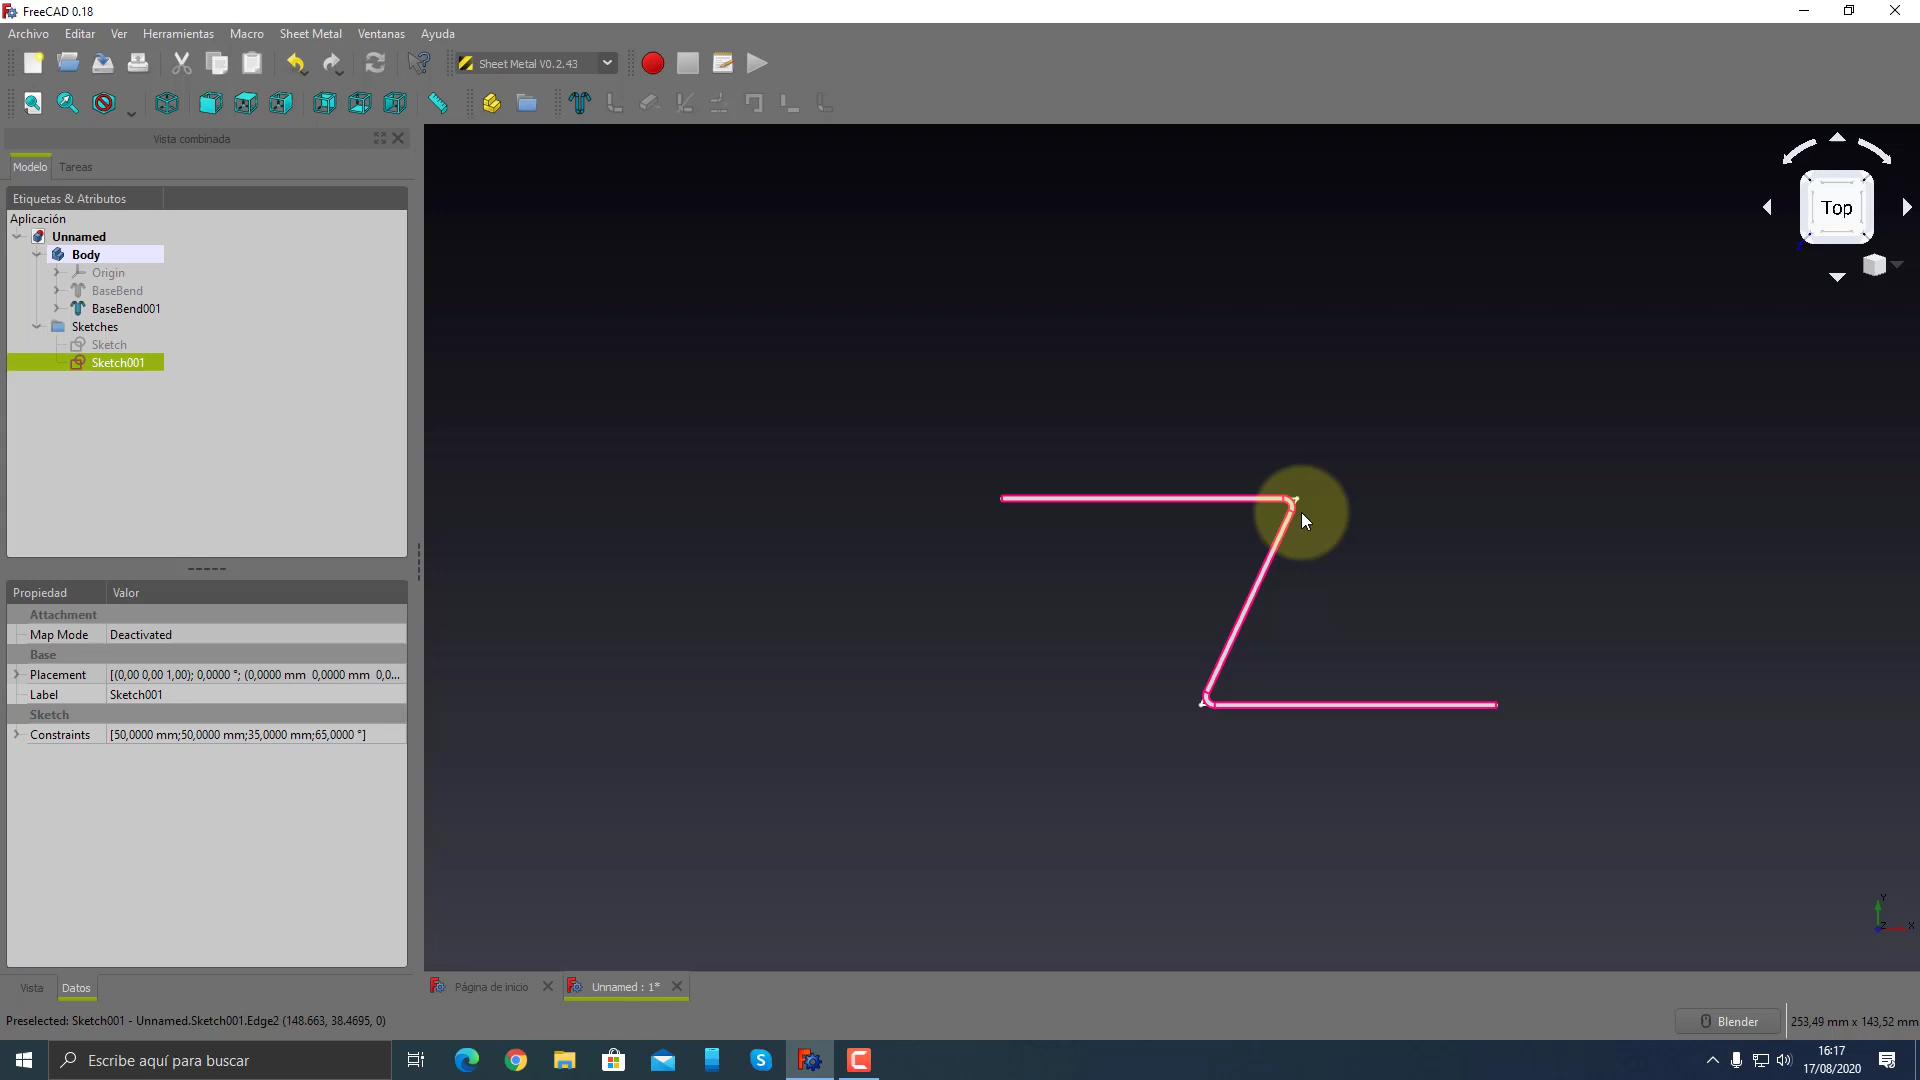 FreeCAD 0.18
Archivo Editar Ver Herramientas Macro Sheet Metal Ventanas Ayuda
Sheet Metal V0.2.43
Vista combinada
Modelo Tareas
Etiquetas & Atributos
Aplicación
Unnamed
Body
Origin
BaseBend
BaseBend001
Sketches
Sketch
Sketch001
Top
Z
Propiedad Valor
Attachment
Map Mode Deactivated
Base
Placement [(0,00 0,00 1,00); 0,0000 °; (0,0000 mm 0,0000 mm 0,0...
Label Sketch001
Sketch
Constraints [50,0000 mm;50,0000 mm;35,0000 mm;65,0000 °]
Y
Z X
Vista Datos
Página de inicio Unnamed : 1*
Preselected: Sketch001 - Unnamed.Sketch001.Edge2 (148.663, 38.4695, 0)
Blender 253,49 mm x 143,52 mm
Escribe aquí para buscar
16:17
17/08/2020